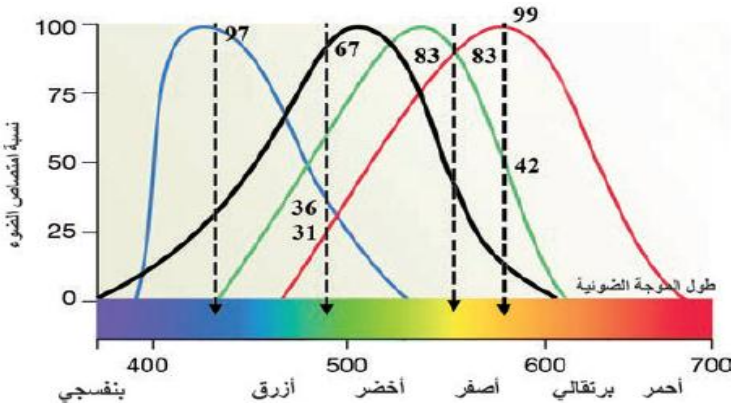 99
100
97
67
83
83
75
نسبة امتصاص الضوء
50
42
36
25
31
طول الموجة الضوئية
0
400
500
600
700
بنفسجي
أزرق
أخضر
أصفر
برتقالي
أحمر